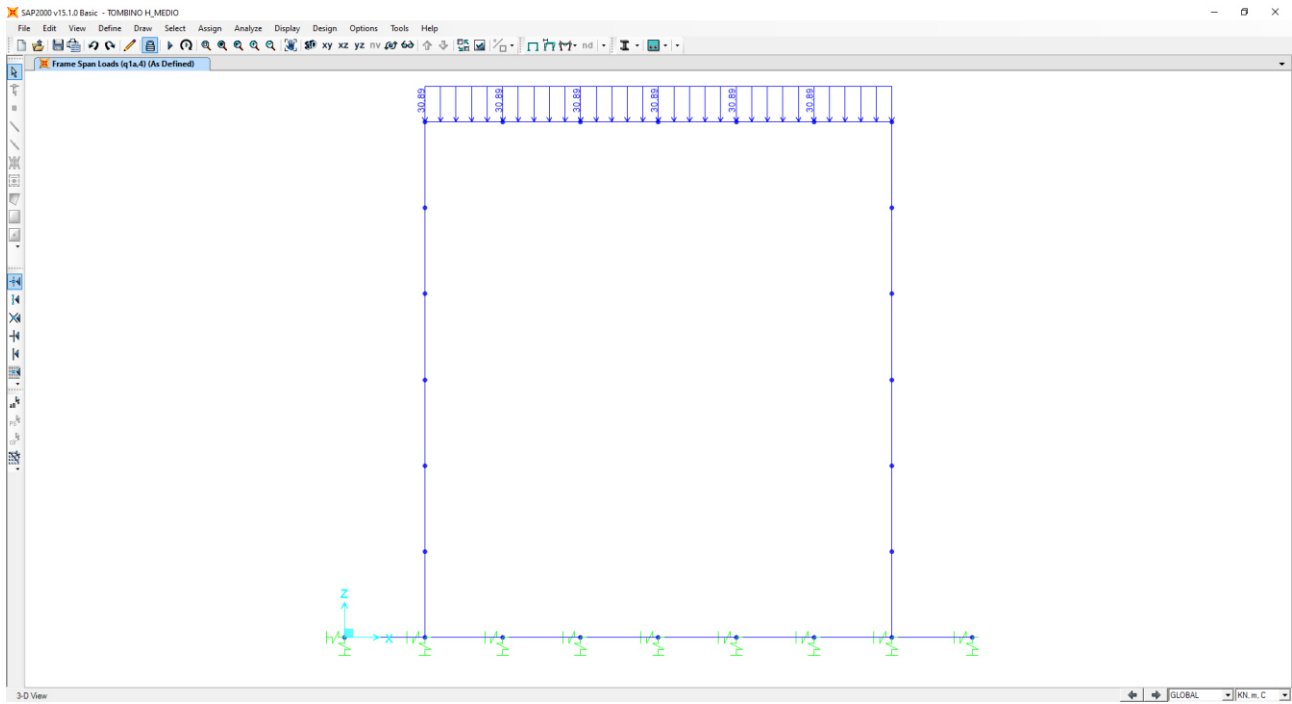 SAP2000 v15.1.0 Basic - TOMBINO H_MEDIO
File Edit View Define Draw Select Assign Analyze Display Design Options Tools Help
xy xz yz nv nd
Frame Span Loads (q1a,4) (As Defined)
30.89 30.89 30.89 30.89 30.89 30.89
Z
X
3-D View
GLOBAL
KN, m, C